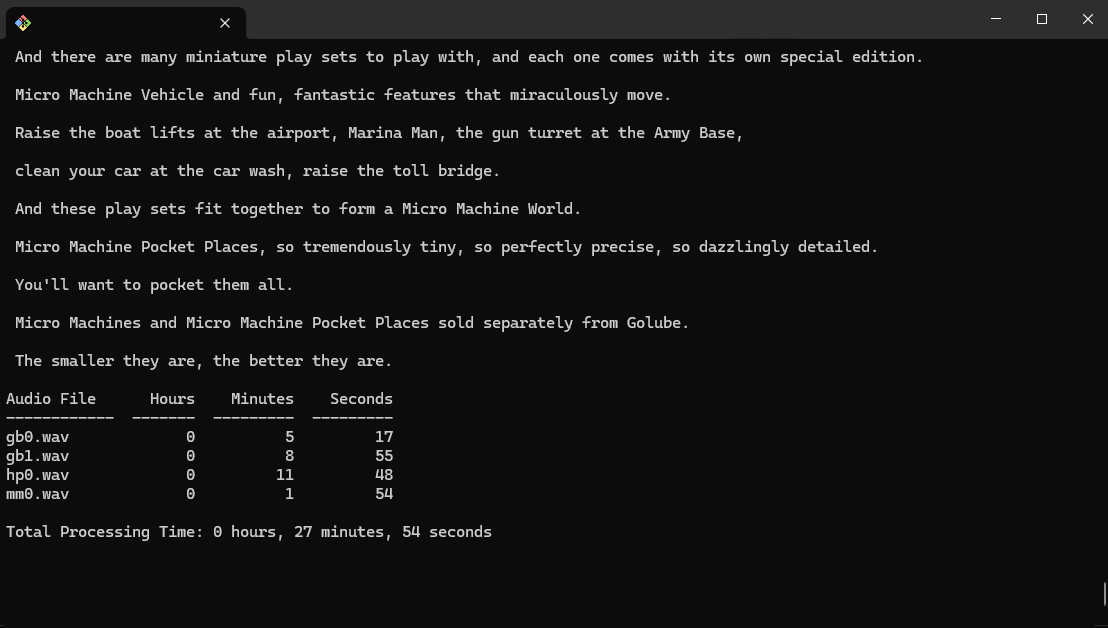 And there are many miniature play sets to play with, and each one comes with its own special edition.
Micro Machine Vehicle and fun, fantastic features that miraculously move.
Raise the boat lifts at the airport, Marina Man, the gun turret at the Army Base,
clean your car at the car wash, raise the toll bridge.
And these play sets fit together to form a Micro Machine World.
Micro Machine Pocket Places, so tremendously tiny, so perfectly precise, so dazzlingly detailed.
You'll want to pocket them all.
Micro Machines and Micro Machine Pocket Places sold separately from Golube.
The smaller they are, the better they are.
Audio File      Hours    Minutes    Seconds
------------  -------  ---------  ---------
gb0.wav             0          5         17
gb1.wav             0          8         55
hp0.wav             0         11         48
mm0.wav             0          1         54
Total Processing Time: 0 hours, 27 minutes, 54 seconds